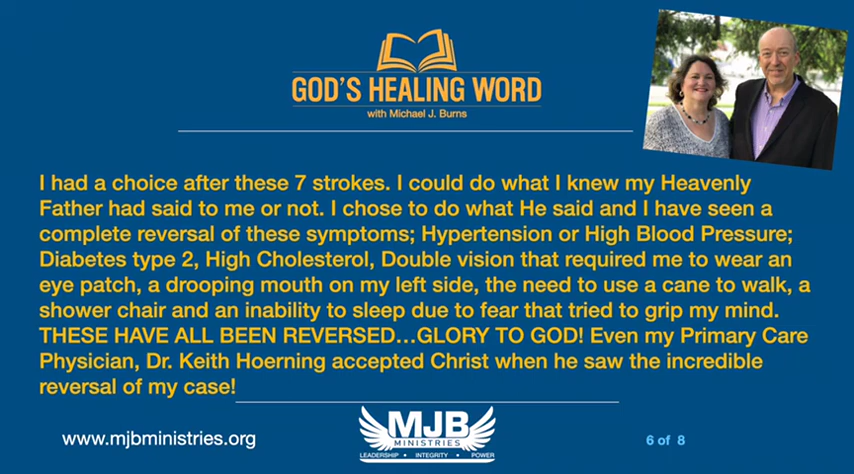 GOD'S HEALING WORD
with Michael J. Burns
I had a choice after these 7 strokes. I could do what I knew my Heavenly
Father had said to me or not. I chose to do what He said and I have seen a
complete reversal of these symptoms; Hypertension or High Blood Pressure;
Diabetes type 2, High Cholesterol, Double vision that required me to wear an
eye patch, a drooping mouth on my left side, the need to use a cane to walk, a
shower chair and an inability to sleep due to fear that tried to grip my mind.
THESE HAVE ALL BEEN REVERSED...GLORY TO GOD! Even my Primary Care
Physician, Dr. Keith Hoerning accepted Christ when he saw the incredible
reversal of my case!
www.mjbministries.org
MJB
MINISTRIES
LEADERSHIP • INTEGRITY • POWER
6 of 8